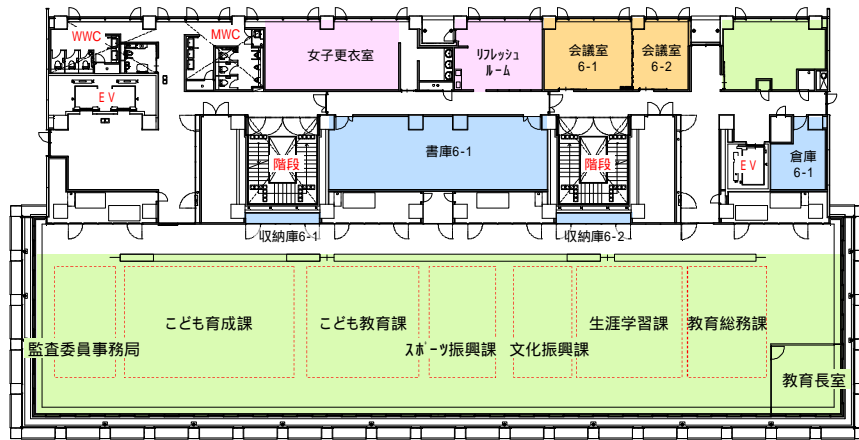 WWC
MWC
女子更衣室
ﾘﾌﾚｯｼｭ
ﾙｰﾑ
会議室
6-1
会議室
6-2
EV
階段
書庫6-1
階段
EV
倉庫
6-1
収納庫6-1
収納庫6-2
こども育成課
こども教育課
生涯学習課
教育総務課
監査委員事務局
ｽﾎﾟｰﾂ振興課
文化振興課
教育長室